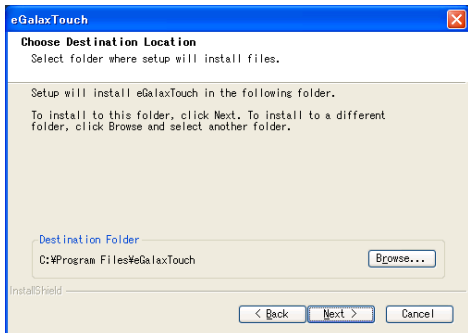 eGalaxTouch
Choose Destination Location
Select folder where setup will install files.
Setup will install eGalaxTouch in the following folder.
To install to this folder, click Next. To install to a different
folder, click Browse and select another folder.
Destination Folder
C:¥Program Files¥eGalaxTouch
Browse...
InstallShield
< Back
Next >
Cancel